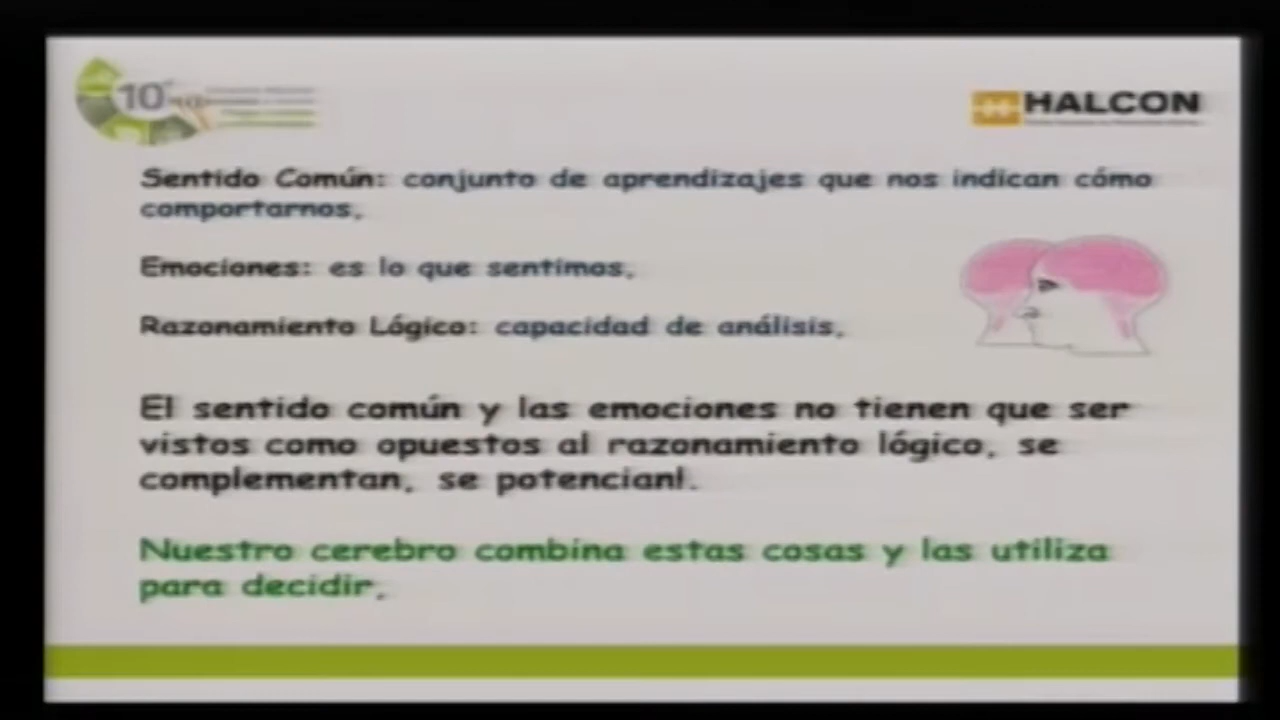 10º
HALCON
Sentido Común: conjunto de aprendizajes que nos indican cómo
comportarnos.
Emociones: es lo que sentimos.
Razonamiento Lógico: capacidad de análisis.
El sentido común y las emociones no tienen que ser
vistos como opuestos al razonamiento lógico, se
complementan, se potencian!.
Nuestro cerebro combina estas cosas y las utiliza
para decidir.